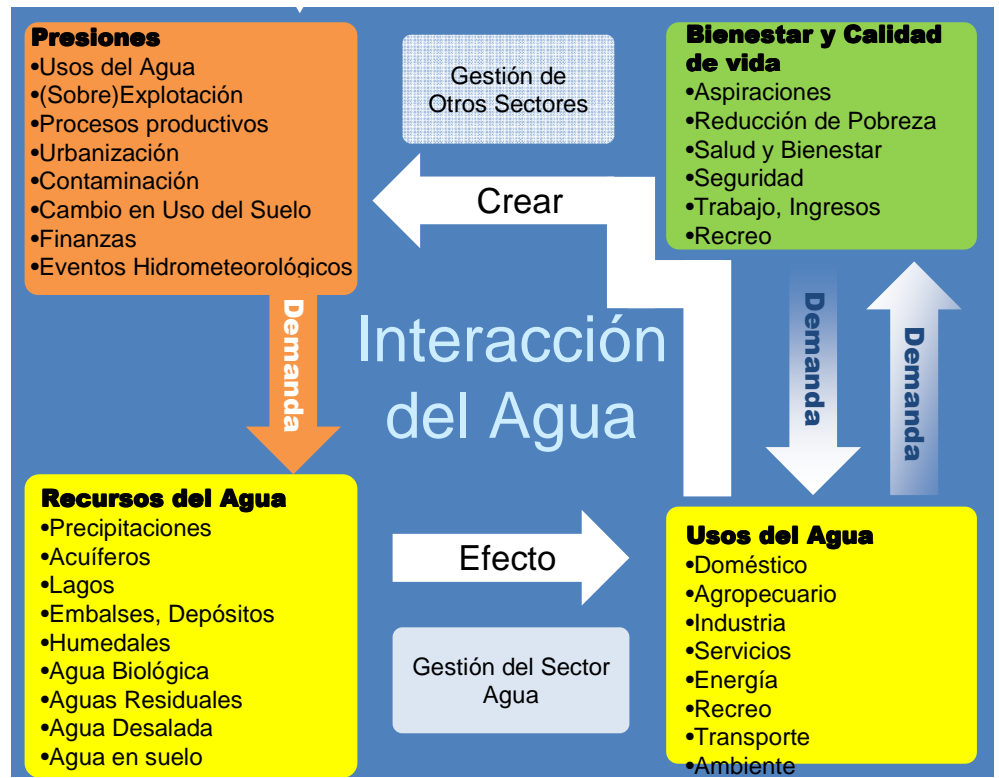 Presiones
•Usos del Agua
•(Sobre)Explotación
•Procesos productivos
•Urbanización
•Contaminación
•Cambio en Uso del Suelo
•Finanzas
•Eventos Hidrometeorológicos
Gestión de
Otros Sectores
Bienestar y Calidad
de vida
•Aspiraciones
•Reducción de Pobreza
•Salud y Bienestar
•Seguridad
•Trabajo, Ingresos
•Recreo
Crear
Demanda
Interacción
del Agua
Demanda
Demanda
Recursos del Agua
•Precipitaciones
•Acuíferos
•Lagos
•Embalses, Depósitos
•Humedales
•Agua Biológica
•Aguas Residuales
•Agua Desalada
•Agua en suelo
Efecto
Gestión del Sector
Agua
Usos del Agua
•Doméstico
•Agropecuario
•Industria
•Servicios
•Energía
•Recreo
•Transporte
•Ambiente